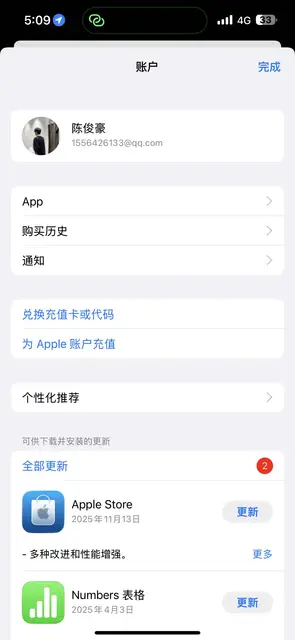 5:09
4G
33
账户
完成
陈俊豪
1556426133@qq.com
App
购买历史
通知
兑换充值卡或代码
为 Apple 账户充值
个性化推荐
可供下载并安装的更新
全部更新
2
Apple Store
2025年11月13日
更新
- 多种改进和性能增强。
更多
Numbers 表格
2025年4月3日
更新